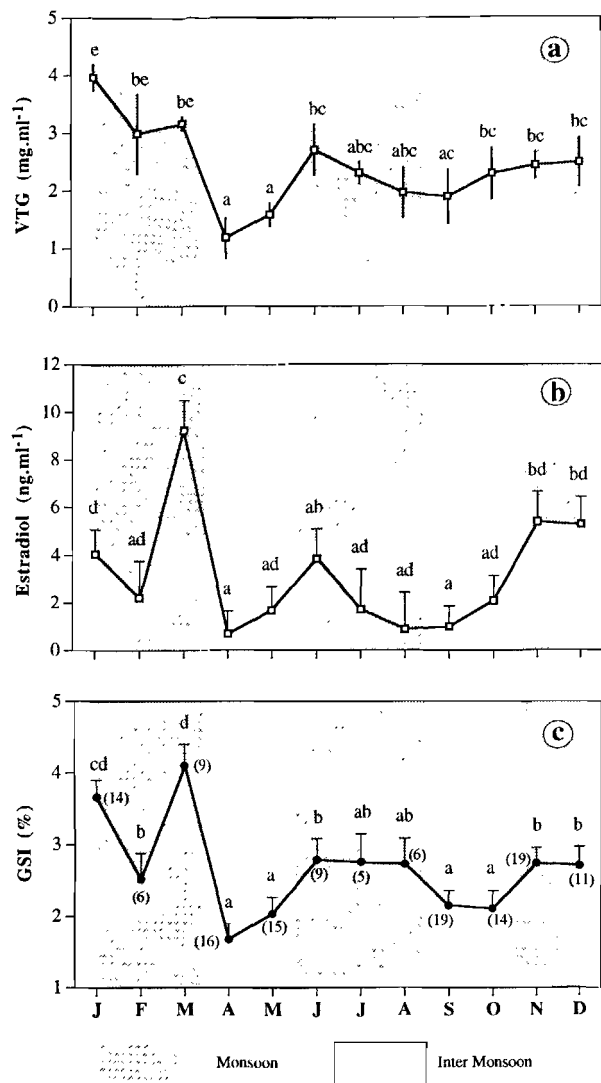 5
4
3
2
1
0
VTG (mg.ml-1)
a
e
be
be
a
a
bc
abc
abc
ac
bc
bc
bc
12
10
8
6
4
2
0
Estradiol (ng.ml-1)
b
d
ad
c
a
ad
ab
ad
ad
a
ad
bd
bd
5
4
3
2
1
GSI (%)
c
cd
b
d
a
a
b
ab
ab
a
a
b
b
(14)
(6)
(9)
(16)
(15)
(9)
(5)
(6)
(19)
(14)
(19)
(11)
J F M A M J J A S O N D
Monsoon Inter Monsoon